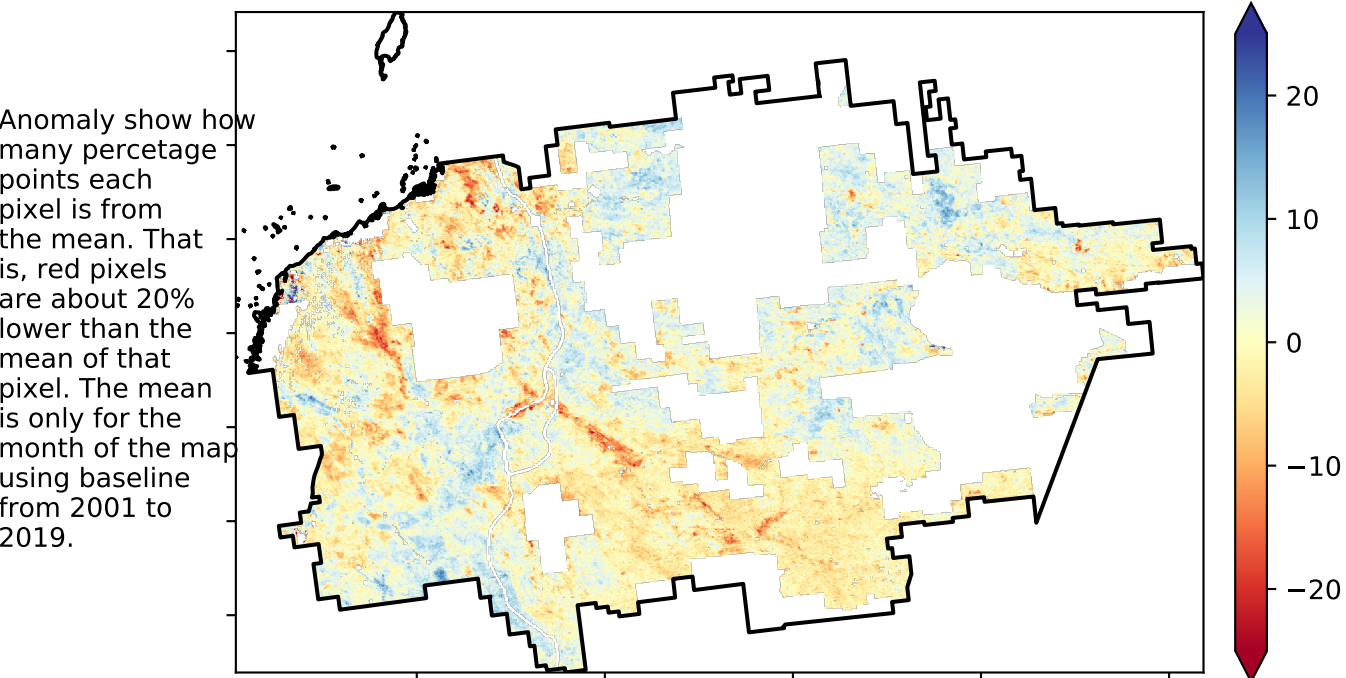 Anomaly show how
many percetage
points each
pixel is from
the mean. That
is, red pixels
are about 20%
lower than the
mean of that
pixel. The mean
is only for the
month of the map
using baseline
from 2001 to
2019.
20
10
0
−10
−20